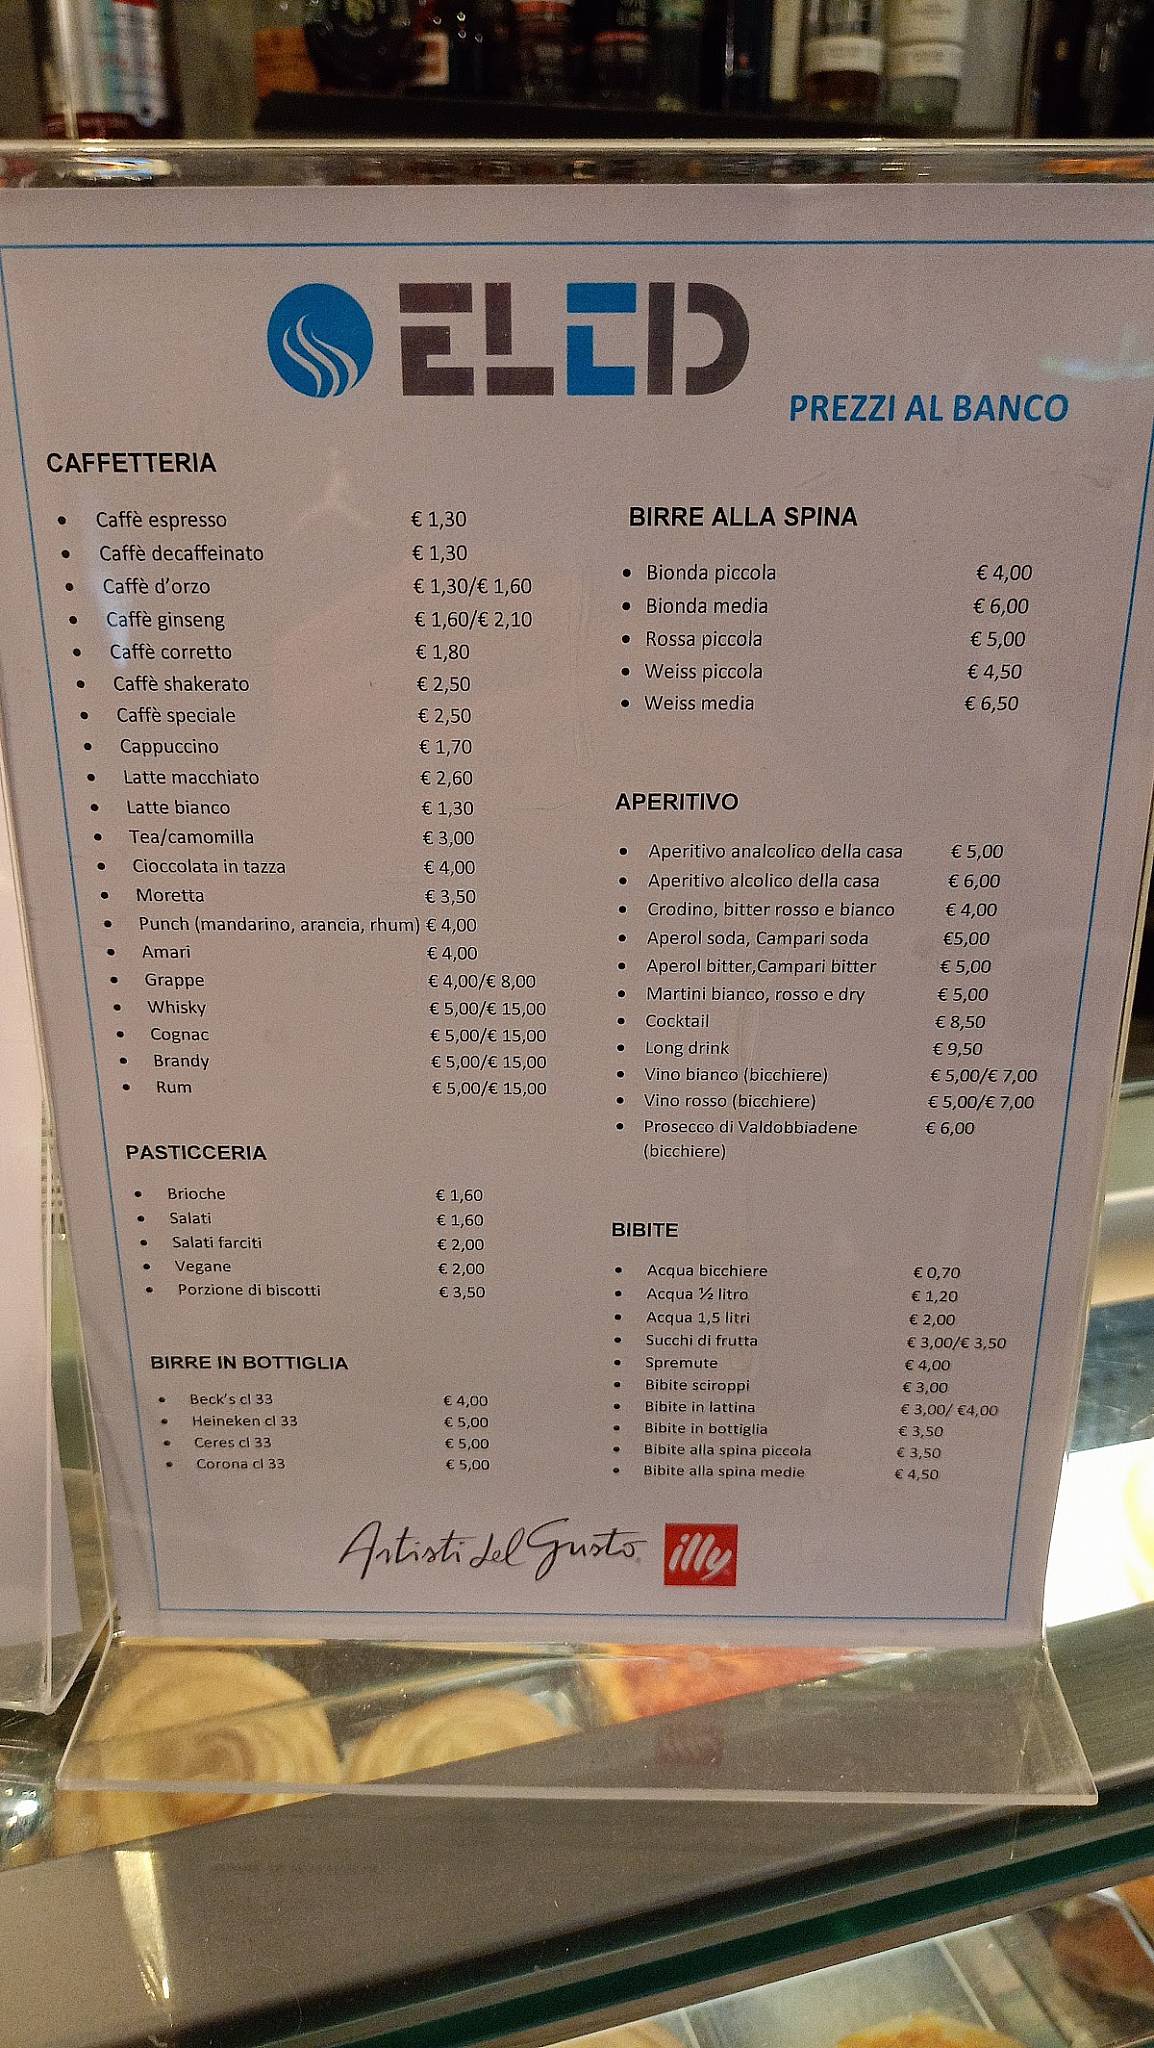 ELED
PREZZI AL BANCO
CAFFETTERIA
• Caffè espresso € 1,30
• Caffè decaffeinato € 1,30
• Caffè d'orzo € 1,30/€ 1,60
• Caffè ginseng € 1,60/€ 2,10
• Caffè corretto € 1,80
• Caffè shakerato € 2,50
• Caffè speciale € 2,50
• Cappuccino € 1,70
• Latte macchiato € 2,60
• Latte bianco € 1,30
• Tea/camomilla € 3,00
• Cioccolata in tazza € 4,00
• Moretta € 3,50
• Punch (mandarino, arancia, rhum) € 4,00
• Amari € 4,00
• Grappe € 4,00/€ 8,00
• Whisky € 5,00/€ 15,00
• Cognac € 5,00/€ 15,00
• Brandy € 5,00/€ 15,00
• Rum € 5,00/€ 15,00
PASTICCERIA
• Brioche € 1,60
• Salati € 1,60
• Salati farciti € 2,00
• Vegane € 2,00
• Porzione di biscotti € 3,50
BIRRE IN BOTTIGLIA
• Beck's cl 33 € 4,00
• Heineken cl 33 € 5,00
• Ceres cl 33 € 5,00
• Corona cl 33 € 5,00
BIRRE ALLA SPINA
• Bionda piccola € 4,00
• Bionda media € 6,00
• Rossa piccola € 5,00
• Weiss piccola € 4,50
• Weiss media € 6,50
APERITIVO
• Aperitivo analcolico della casa € 5,00
• Aperitivo alcolico della casa € 6,00
• Crodino, bitter rosso e bianco € 4,00
• Aperol soda, Campari soda €5,00
• Aperol bitter,Campari bitter € 5,00
• Martini bianco, rosso e dry € 5,00
• Cocktail € 8,50
• Long drink € 9,50
• Vino bianco (bicchiere) € 5,00/€ 7,00
• Vino rosso (bicchiere) € 5,00/€ 7,00
• Prosecco di Valdobbiadene € 6,00
(bicchiere)
BIBITE
• Acqua bicchiere € 0,70
• Acqua ½ litro € 1,20
• Acqua 1,5 litri € 2,00
• Succhi di frutta € 3,00/€ 3,50
• Spremute € 4,00
• Bibite sciroppi € 3,00
• Bibite in lattina € 3,00/ €4,00
• Bibite in bottiglia € 3,50
• Bibite alla spina piccola € 3,50
• Bibite alla spina medie € 4,50
Artisti del Gusto illy